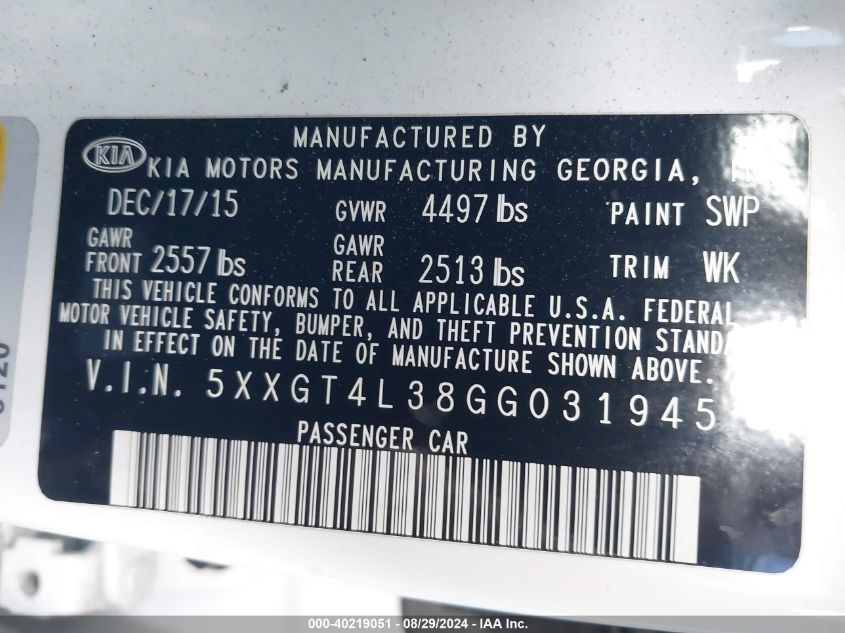 KIA
MANUFACTURED BY
KIA MOTORS MANUFACTURING GEORGIA,
DEC/17/15 GVWR 4497 lbs PAINT SWP
GAWR FRONT 2557 lbs GAWR REAR 2513 lbs TRIM WK
THIS VEHICLE CONFORMS TO ALL APPLICABLE U.S.A. FEDERAL
MOTOR VEHICLE SAFETY, BUMPER, AND THEFT PREVENTION
IN EFFECT ON THE DATE OF MANUFACTURE SHOWN ABOVE.
V.I.N. 5XXGT4L38GG031945
PASSENGER CAR
000-40219051 - 08/29/2024 - IAA Inc.